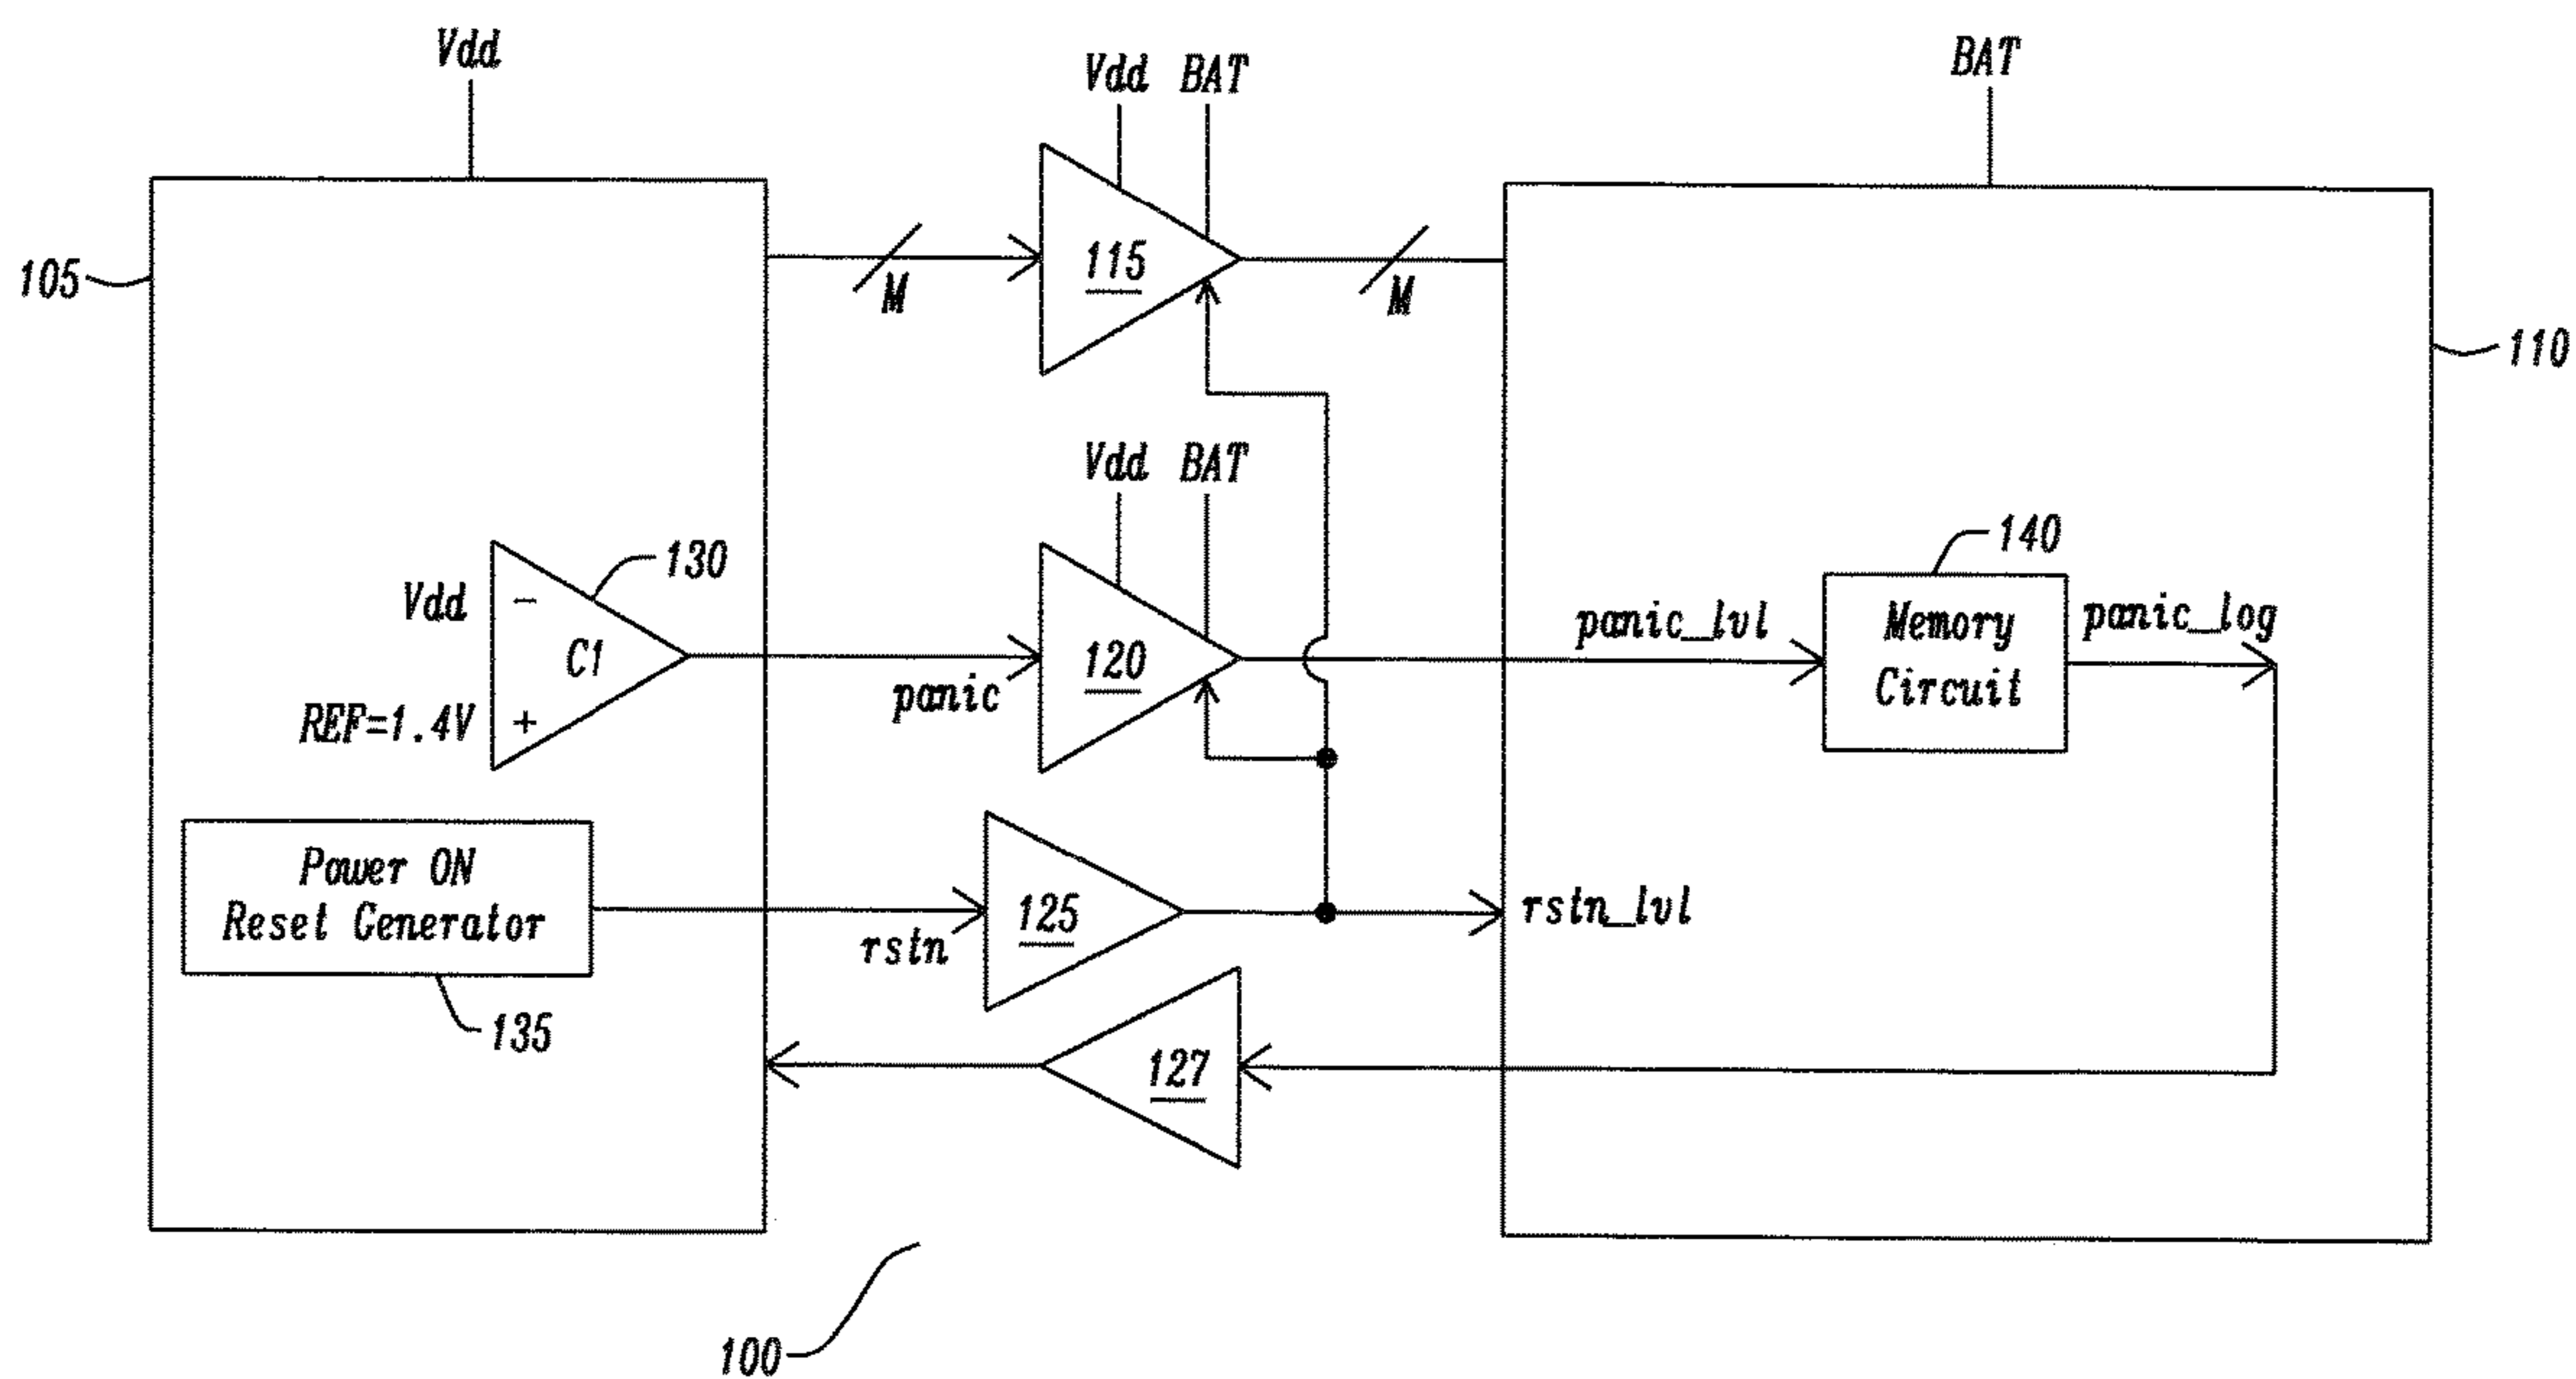 Vdd
Vdd BAT
BAT
105
115
M
M
110
Vdd BAT
130
140
Vdd
-
C1
120
panic_lvl
Memory
Circuit
panic_log
REF=1.4V
+
panic
Power ON
Reset Generator
125
rstn
rstn_lvl
135
127
100